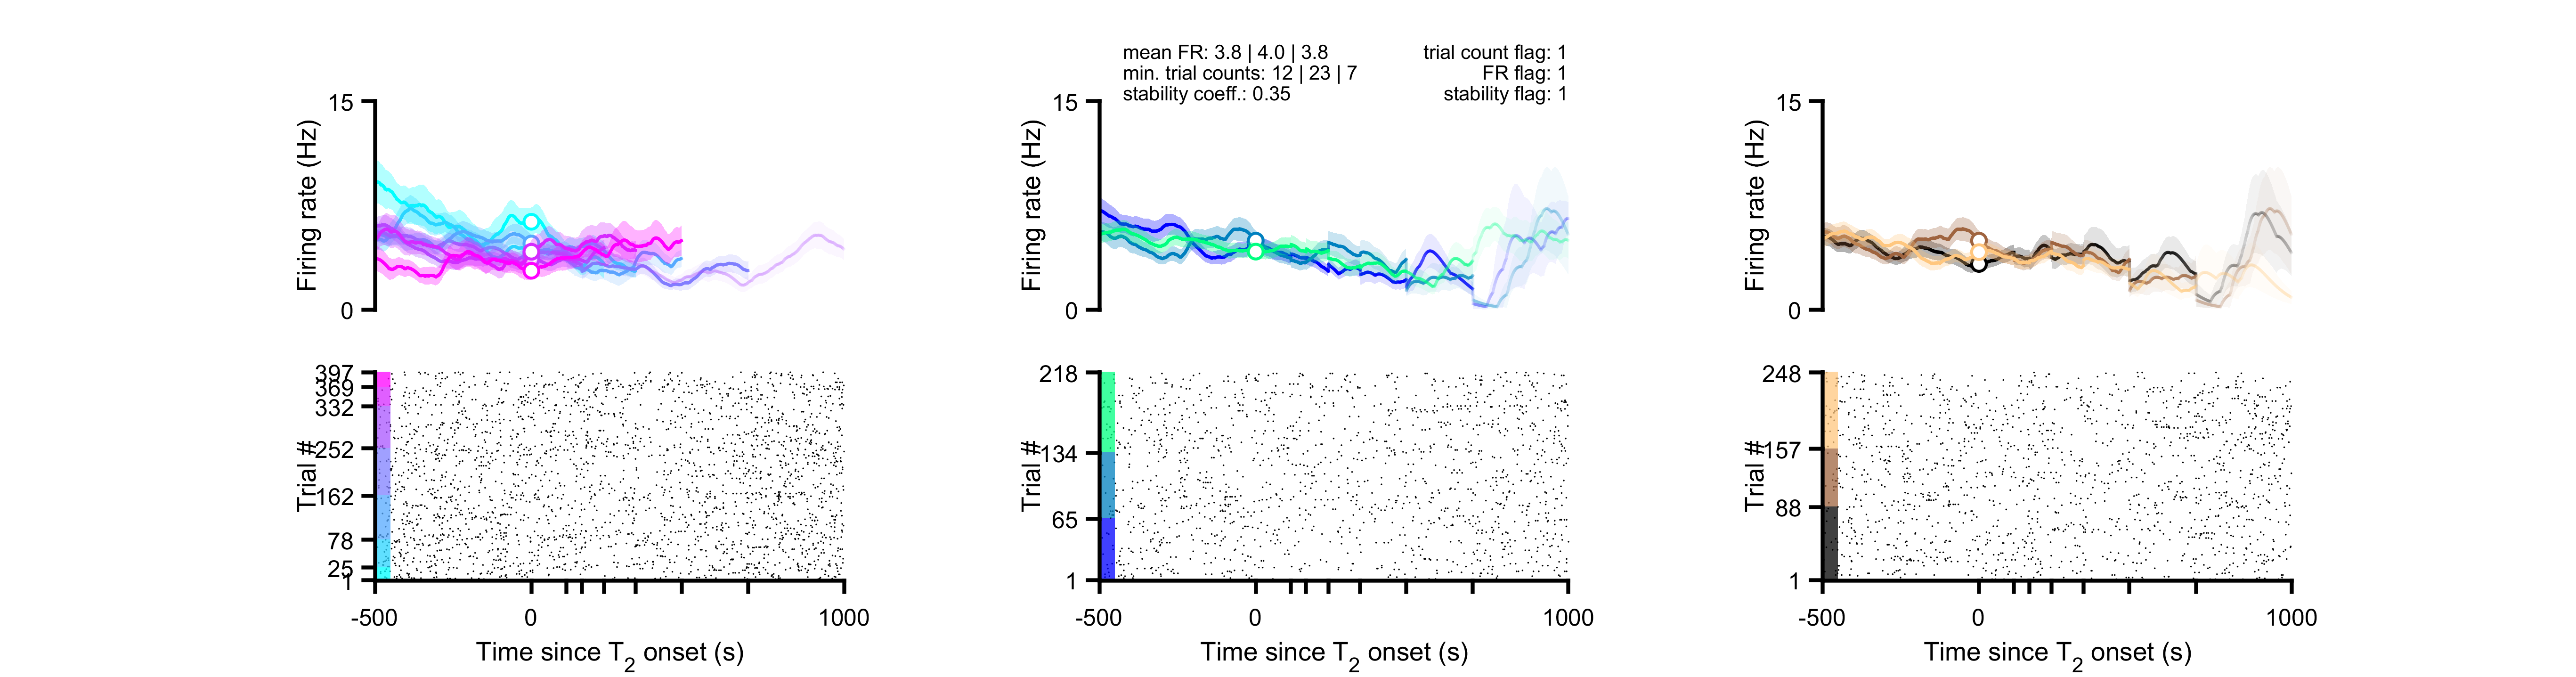 mean FR: 3.8 | 4.0 | 3.8
min. trial counts: 12 | 23 | 7
stability coeff.: 0.35
trial count flag: 1
FR flag: 1
stability flag: 1
15
Firing rate (Hz)
0
15
Firing rate (Hz)
0
15
Firing rate (Hz)
0
397
369
332
252
162
78
25
1
Trial #
-500
0
1000
Time since T2 onset (s)
218
134
65
1
Trial #
-500
0
1000
Time since T2 onset (s)
248
157
88
1
Trial #
-500
0
1000
Time since T2 onset (s)